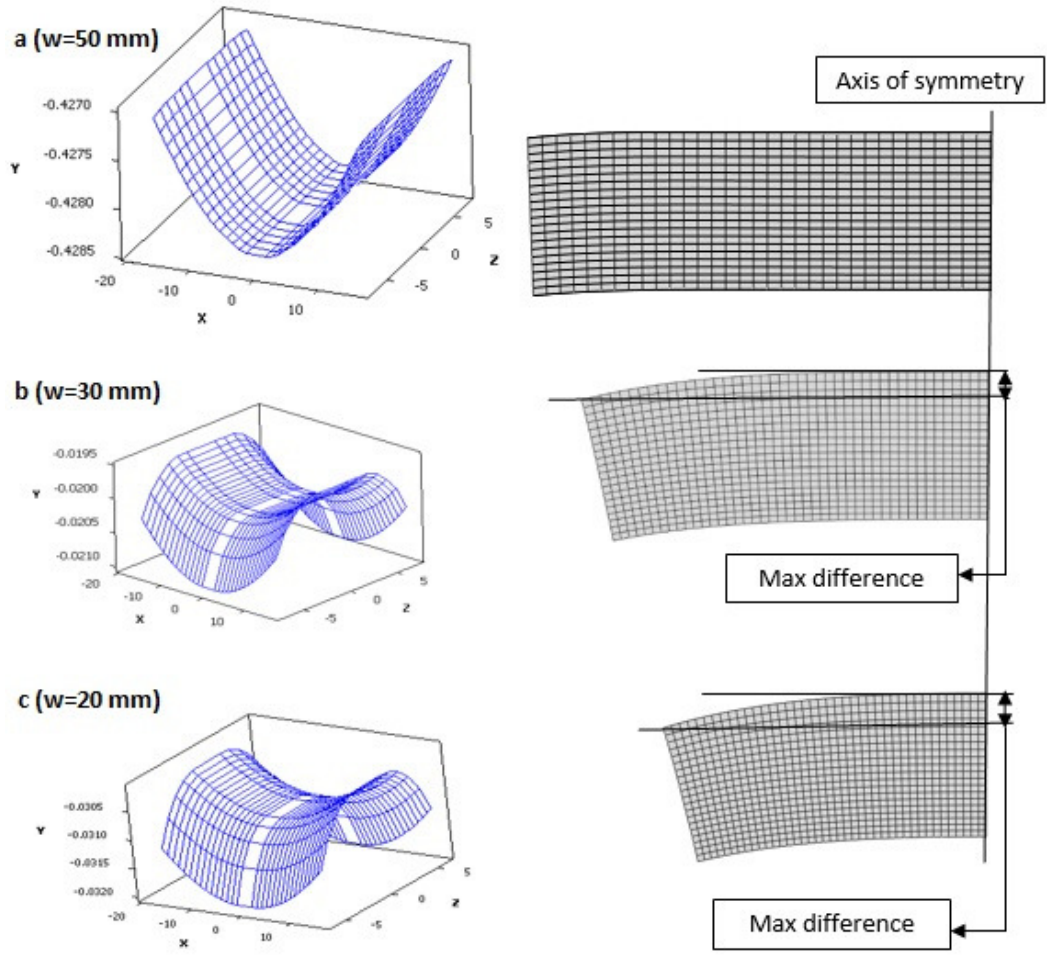 a (w=50 mm)
Axis of symmetry
-0.4270
-0.4275
Y
-0.4280
-0.4285
-20
-10
0
10
X
5
0
-5
Z
b (w=30 mm)
-0.0195
Y
-0.0200
-0.0205
-0.0210
-20
-10
0
10
X
5
0
-5
Z
Max difference
c (w=20 mm)
-0.0305
Y
-0.0310
-0.0315
-0.0320
-20
-10
0
10
X
5
0
-5
Z
Max difference